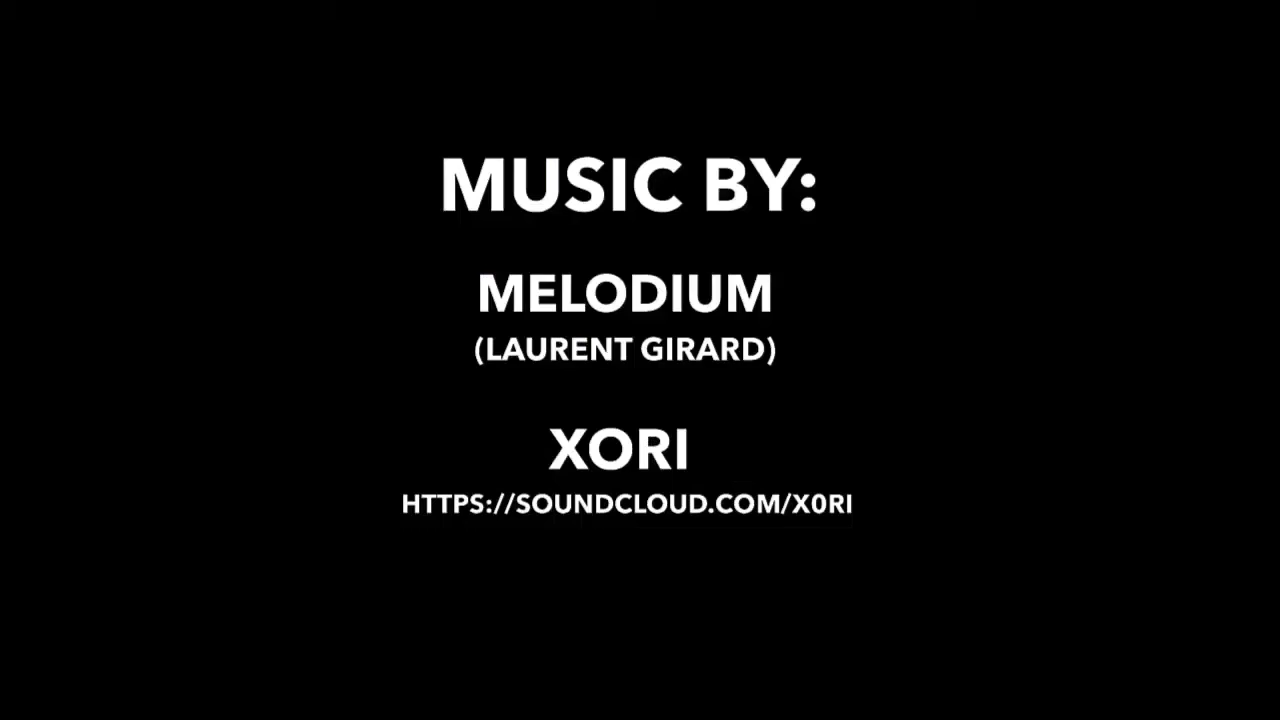 MUSIC BY:
MELODIUM
(LAURENT GIRARD)
XORI
HTTPS://SOUNDCLOUD.COM/X0RI